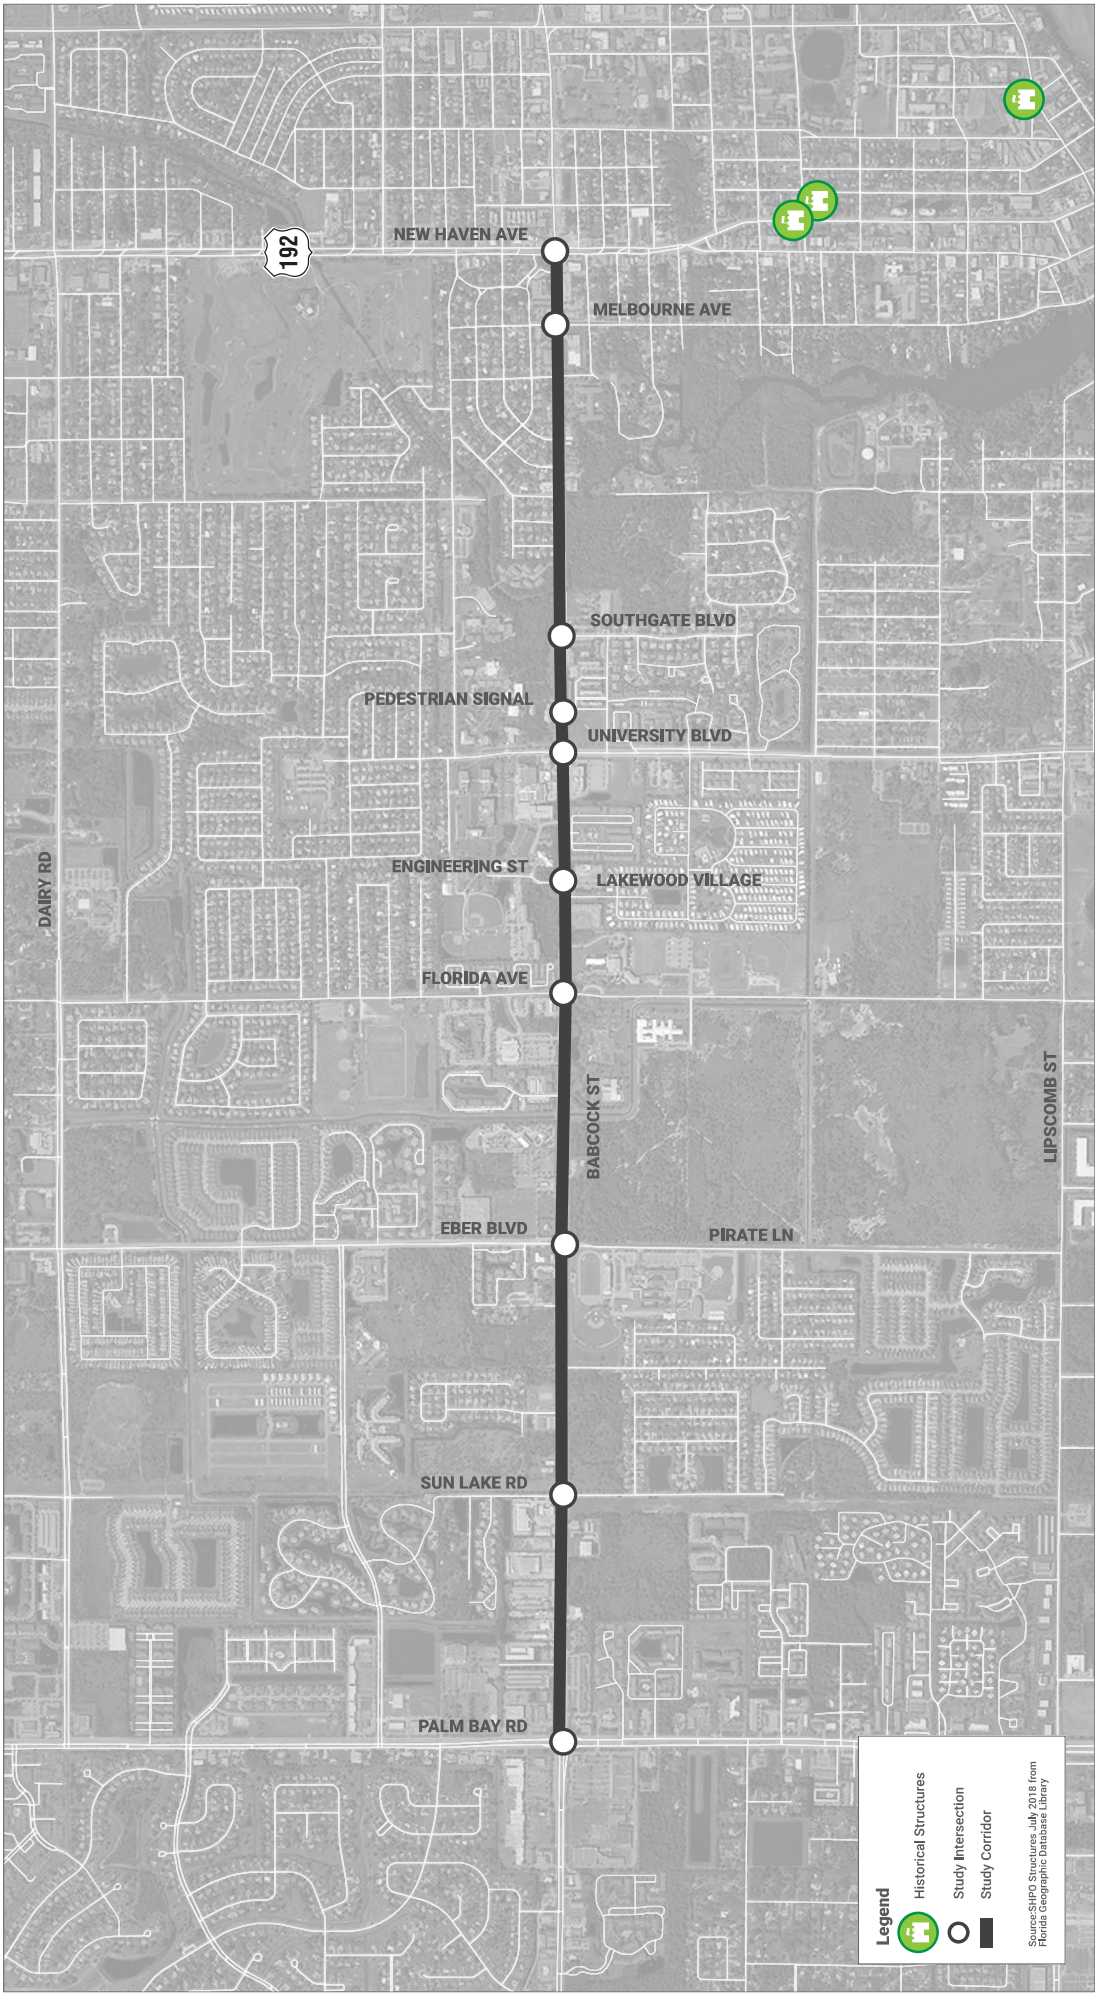 192
NEW HAVEN AVE
MELBOURNE AVE
SOUTHGATE BLVD
PEDESTRIAN SIGNAL
UNIVERSITY BLVD
DAIRY RD
ENGINEERING ST
LAKEWOOD VILLAGE
FLORIDA AVE
BABCOCK ST
LIPSCOMB ST
EBER BLVD
PIRATE LN
SUN LAKE RD
PALM BAY RD
Legend
Historical Structures
Study Intersection
Study Corridor
Source:SHPO Structures July 2018 from
Florida Geographic Database Library